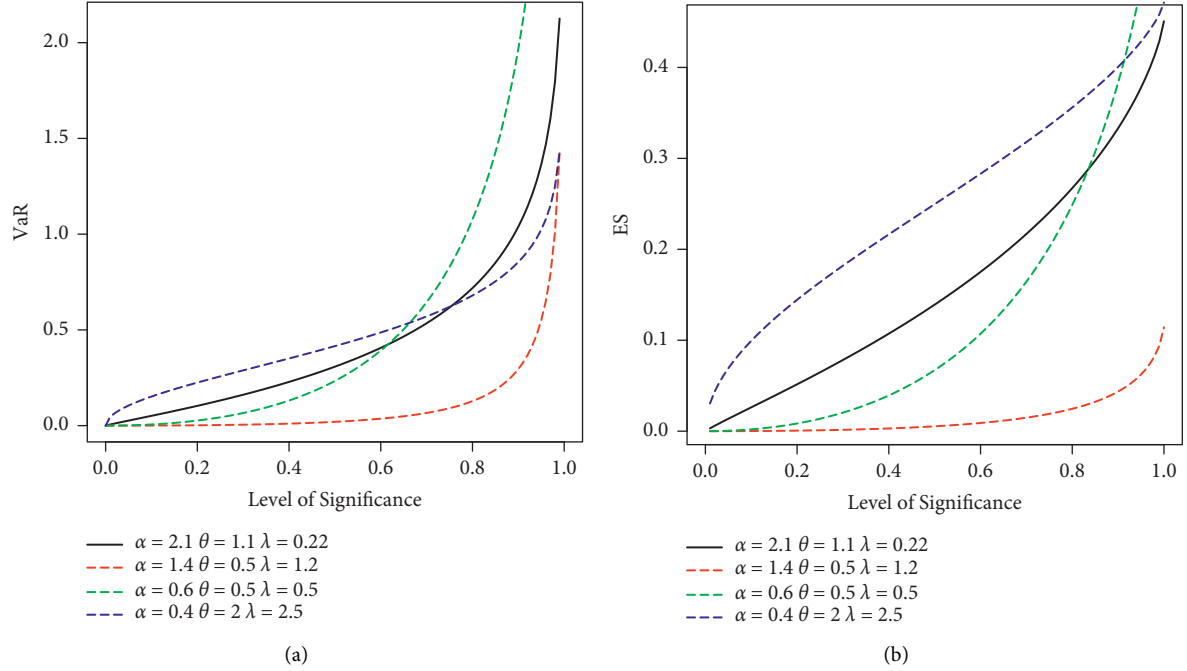 VaR
2.0
1.5
1.0
0.5
0.0
0.0 0.2 0.4 0.6 0.8 1.0
Level of Significance
α = 2.1 θ = 1.1 λ = 0.22
α = 1.4 θ = 0.5 λ = 1.2
α = 0.6 θ = 0.5 λ = 0.5
α = 0.4 θ = 2 λ = 2.5
(a)
ES
0.4
0.3
0.2
0.1
0.0
0.0 0.2 0.4 0.6 0.8 1.0
Level of Significance
α = 2.1 θ = 1.1 λ = 0.22
α = 1.4 θ = 0.5 λ = 1.2
α = 0.6 θ = 0.5 λ = 0.5
α = 0.4 θ = 2 λ = 2.5
(b)